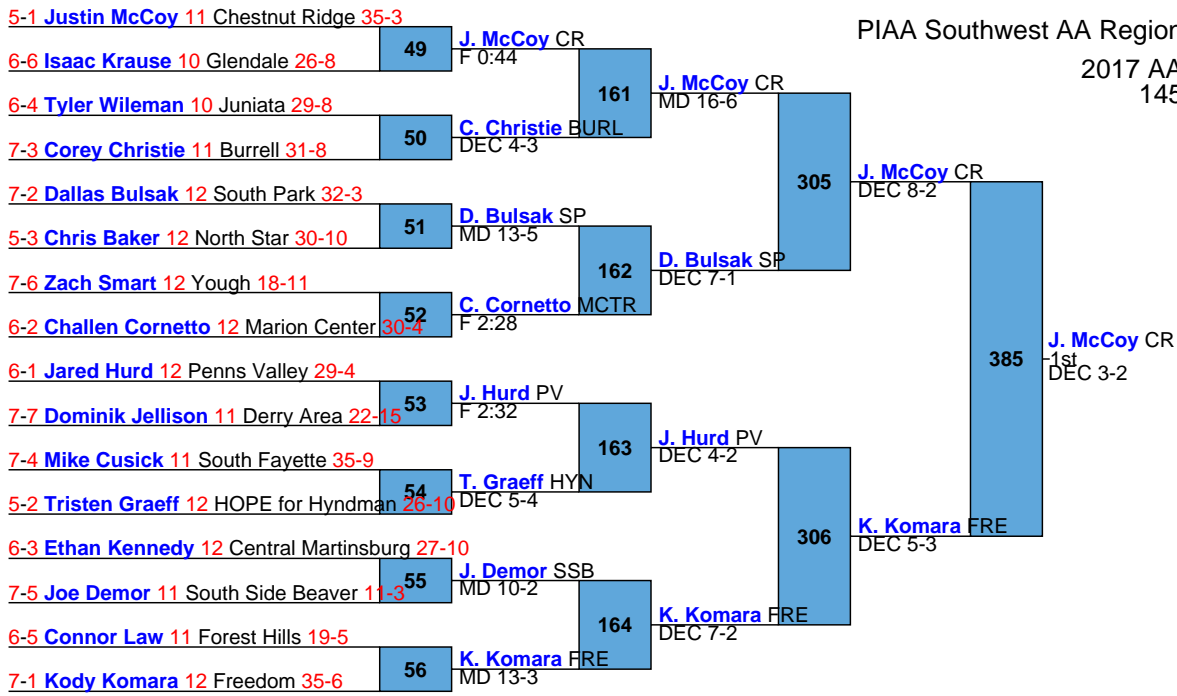 PIAA Southwest AA Region
2017 AA
145
5-1 Justin McCoy 11 Chestnut Ridge 35-3
49
J. McCoy CR
F 0:44
6-6 Isaac Krause 10 Glendale 26-8
161
J. McCoy CR
MD 16-6
6-4 Tyler Wileman 10 Juniata 29-8
50
C. Christie BURL
DEC 4-3
7-3 Corey Christie 11 Burrell 31-8
305
J. McCoy CR
DEC 8-2
7-2 Dallas Bulsak 12 South Park 32-3
51
D. Bulsak SP
MD 13-5
5-3 Chris Baker 12 North Star 30-10
162
D. Bulsak SP
DEC 7-1
7-6 Zach Smart 12 Yough 18-11
52
C. Cornetto MCTR
F 2:28
6-2 Challen Cornetto 12 Marion Center 30-4
385
J. McCoy CR
1st
DEC 3-2
6-1 Jared Hurd 12 Penns Valley 29-4
53
J. Hurd PV
F 2:32
7-7 Dominik Jellison 11 Derry Area 22-15
163
J. Hurd PV
DEC 4-2
7-4 Mike Cusick 11 South Fayette 35-9
54
T. Graeff HYN
DEC 5-4
5-2 Tristen Graeff 12 HOPE for Hyndman 26-10
306
K. Komara FRE
DEC 5-3
6-3 Ethan Kennedy 12 Central Martinsburg 27-10
55
J. Demor SSB
MD 10-2
7-5 Joe Demor 11 South Side Beaver 11-3
164
K. Komara FRE
DEC 7-2
6-5 Connor Law 11 Forest Hills 19-5
56
K. Komara FRE
MD 13-3
7-1 Kody Komara 12 Freedom 35-6